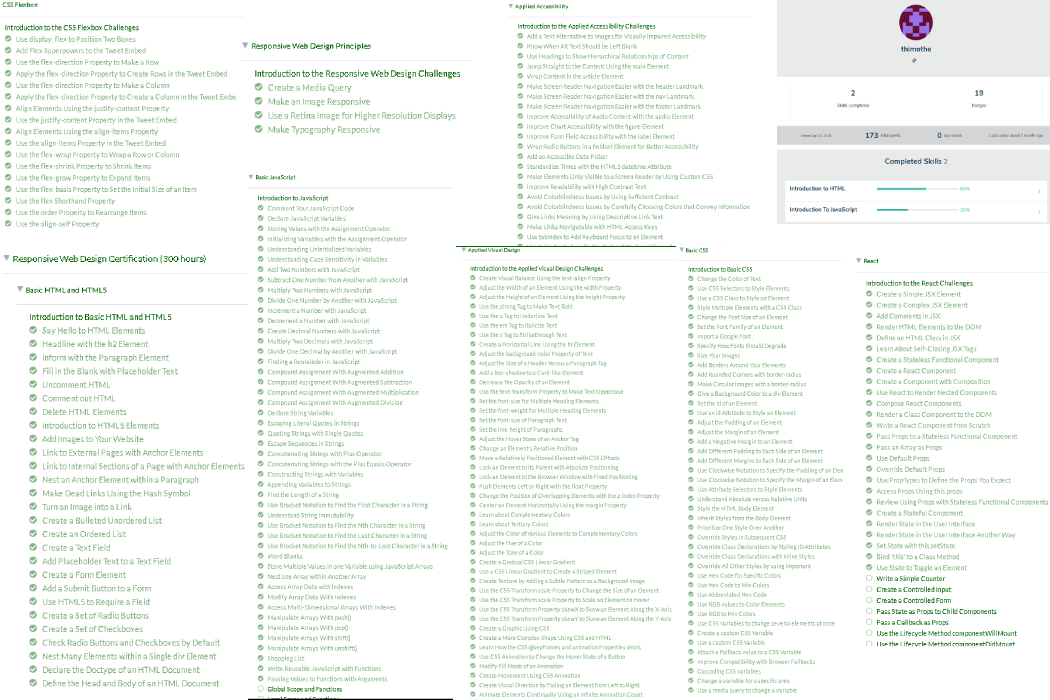 CSS Flexbox
Introduction to the CSS Flexbox Challenges
Use display: flex to Position Two Boxes
Add Flex Superpowers to the Tweet Embed
Use the flex-direction Property to Make a Row
Apply the flex-direction Property to Create Rows in the Tweet Embed
Use the flex-direction Property to Make a Column
Apply the flex-direction Property to Create a Column in the Tweet Embe
Align Elements Using the justify-content Property
Use the justify-content Property in the Tweet Embed
Align Elements Using the align-items Property
Use the align-items Property in the Tweet Embed
Use the flex-wrap Property to Wrap a Row or Column
Use the flex-shrink Property to Shrink Items
Use the flex-grow Property to Expand Items
Use the flex-basis Property to Set the Initial Size of an Item
Use the flex Shorthand Property
Use the order Property to Rearrange Items
Use the align-self Property
Responsive Web Design Certification (300 hours)
Basic HTML and HTML5
Introduction to Basic HTML and HTML5
Say Hello to HTML Elements
Headline with the h2 Element
Inform with the Paragraph Element
Fill in the Blank with Placeholder Text
Uncomment HTML
Comment out HTML
Delete HTML Elements
Introduction to HTML5 Elements
Add Images to Your Website
Link to External Pages with Anchor Elements
Link to Internal Sections of a Page with Anchor Elements
Nest an Anchor Element within a Paragraph
Make Dead Links Using the Hash Symbol
Turn an Image into a Link
Create a Bulleted Unordered List
Create an Ordered List
Create a Text Field
Add Placeholder Text to a Text Field
Create a Form Element
Add a Submit Button to a Form
Use HTML5 to Require a Field
Create a Set of Radio Buttons
Create a Set of Checkboxes
Check Radio Buttons and Checkboxes by Default
Nest Many Elements within a Single div Element
Declare the Doctype of an HTML Document
Define the Head and Body of an HTML Document
Responsive Web Design Principles
Introduction to the Responsive Web Design Challenges
Create a Media Query
Make an Image Responsive
Use a Retina Image for Higher Resolution Displays
Make Typography Responsive
Basic JavaScript
Introduction to JavaScript
Comment Your JavaScript Code
Declare JavaScript Variables
Storing Values with the Assignment Operator
Initializing Variables with the Assignment Operator
Understanding Uninitialized Variables
Understanding Case Sensitivity in Variables
Add Two Numbers with JavaScript
Subtract One Number from Another with JavaScript
Multiply Two Numbers with JavaScript
Divide One Number by Another with JavaScript
Increment a Number with JavaScript
Decrement a Number with JavaScript
Create Decimal Numbers with JavaScript
Multiply Two Decimals with JavaScript
Divide One Decimal by Another with JavaScript
Finding a Remainder in JavaScript
Compound Assignment With Augmented Addition
Compound Assignment With Augmented Subtraction
Compound Assignment With Augmented Multiplication
Compound Assignment With Augmented Division
Declare String Variables
Escaping Literal Quotes in Strings
Quoting Strings with Single Quotes
Escape Sequences in Strings
Concatenating Strings with Plus Operator
Concatenating Strings with the Plus Equals Operator
Constructing Strings with Variables
Appending Variables to Strings
Find the Length of a String
Use Bracket Notation to Find the First Character in a String
Understand String Immutability
Use Bracket Notation to Find the Nth Character in a String
Use Bracket Notation to Find the Last Character in a String
Use Bracket Notation to Find the Nth-to-Last Character in a String
Word Blanks
Store Multiple Values in one Variable using JavaScript Arrays
Nest one Array within Another Array
Access Array Data with Indexes
Modify Array Data With Indexes
Access Multi-Dimensional Arrays With Indexes
Manipulate Arrays With push()
Manipulate Arrays With pop()
Manipulate Arrays With shift()
Manipulate Arrays With unshift()
Shopping List
Write Reusable JavaScript with Functions
Passing Values to Functions with Arguments
Global Scope and Functions
Applied Accessibility
Introduction to the Applied Accessibility Challenges
Add a Text Alternative to Images for Visually Impaired Accessibility
Know When Alt Text Should be Left Blank
Use Headings to Show Hierarchical Relationships of Content
Jump Straight to the Content Using the main Element
Wrap Content in the article Element
Make Screen Reader Navigation Easier with the header Landmark
Make Screen Reader Navigation Easier with the nav Landmark
Make Screen Reader Navigation Easier with the footer Landmark
Improve Accessibility of Audio Content with the audio Element
Improve Chart Accessibility with the figure Element
Improve Form Field Accessibility with the label Element
Wrap Radio Buttons in a fieldset Element for Better Accessibility
Add an Accessible Date Picker
Standardize Times with the HTML5 datetime Attribute
Make Elements Only Visible to a Screen Reader by Using Custom CSS
Improve Readability with High Contrast Text
Avoid Colorblindness Issues by Using Sufficient Contrast
Avoid Colorblindness Issues by Carefully Choosing Colors that Convey Information
Give Links Meaning by Using Descriptive Link Text
Make Links Navigatable with HTML Access Keys
Use tabindex to Add Keyboard Focus to an Element
Applied Visual Design
Introduction to the Applied Visual Design Challenges
Create Visual Balance Using the text-align Property
Adjust the Width of an Element Using the width Property
Adjust the Height of an Element Using the height Property
Use the strong Tag to Make Text Bold
Use the u Tag to Underline Text
Use the em Tag to Italicize Text
Use the s Tag to Strikethrough Text
Create a Horizontal Line Using the hr Element
Adjust the background-color Property of Text
Adjust the Size of a Header Versus a Paragraph Tag
Add a box-shadow to a Card-like Element
Decrease the Opacity of an Element
Use the text-transform Property to Make Text Uppercase
Set the font-size for Multiple Heading Elements
Set the font-weight for Multiple Heading Elements
Set the font-size of Paragraph Text
Set the line-height of Paragraphs
Adjust the Hover State of an Anchor Tag
Change an Element's Relative Position
Move a Relatively Positioned Element with CSS Offsets
Lock an Element to its Parent with Absolute Positioning
Lock an Element to the Browser Window with Fixed Positioning
Push Elements Left or Right with the float Property
Change the Position of Overlapping Elements with the z-index Property
Center an Element Horizontally Using the margin Property
Learn about Complementary Colors
Learn about Tertiary Colors
Adjust the Color of Various Elements to Complementary Colors
Adjust the Hue of a Color
Adjust the Tone of a Color
Create a Gradual CSS Linear Gradient
Use a CSS Linear Gradient to Create a Striped Element
Create Texture by Adding a Subtle Pattern as a Background Image
Use the CSS Transform scale Property to Change the Size of an Element
Use the CSS Transform scale Property to Scale an Element on Hover
Use the CSS Transform Property skewX to Skew an Element Along the X-Axis
Use the CSS Transform Property skewY to Skew an Element Along the Y-Axis
Create a Graphic Using CSS
Create a More Complex Shape Using CSS and HTML
Learn How the CSS @keyframes and animation Properties Work
Use CSS Animation to Change the Hover State of a Button
Modify Fill Mode of an Animation
Create Movement Using CSS Animation
Create Visual Direction by Fading an Element from Left to Right
Animate Elements Continually Using an Infinite Animation Count
Basic CSS
Introduction to Basic CSS
Change the Color of Text
Use CSS Selectors to Style Elements
Use a CSS Class to Style an Element
Style Multiple Elements with a CSS Class
Change the Font Size of an Element
Set the Font Family of an Element
Import a Google Font
Specify How Fonts Should Degrade
Size Your Images
Add Borders Around Your Elements
Add Rounded Corners with border-radius
Make Circular Images with a border-radius
Give a Background Color to a div Element
Set the id of an Element
Use an id Attribute to Style an Element
Adjust the Padding of an Element
Adjust the Margin of an Element
Add a Negative Margin to an Element
Add Different Padding to Each Side of an Element
Add Different Margins to Each Side of an Element
Use Clockwise Notation to Specify the Padding of an Elem
Use Clockwise Notation to Specify the Margin of an Elem
Use Attribute Selectors to Style Elements
Understand Absolute versus Relative Units
Style the HTML Body Element
Inherit Styles from the Body Element
Prioritize One Style Over Another
Override Styles in Subsequent CSS
Override Class Declarations by Styling ID Attributes
Override Class Declarations with Inline Styles
Override All Other Styles by using Important
Use Hex Code for Specific Colors
Use Hex Code to Mix Colors
Use Abbreviated Hex Code
Use RGB values to Color Elements
Use RGB to Mix Colors
Use CSS Variables to change several elements at once
Create a custom CSS Variable
Use a custom CSS Variable
Attach a Fallback value to a CSS Variable
Improve Compatibility with Browser Fallbacks
Cascading CSS variables
Change a variable for a specific area
Use a media query to change a variable
thimothe
2
Skills completed
19
Badges
173 total points
0 day streak
Last coded about 1 month ago
Completed Skills 2
Introduction to HTML
Introduction To JavaScript
React
Introduction to the React Challenges
Create a Simple JSX Element
Create a Complex JSX Element
Add Comments in JSX
Render HTML Elements to the DOM
Define an HTML Class in JSX
Learn About Self-Closing JSX Tags
Create a Stateless Functional Component
Create a React Component
Create a Component with Composition
Use React to Render Nested Components
Compose React Components
Render a Class Component to the DOM
Write a React Component from Scratch
Pass Props to a Stateless Functional Component
Pass an Array as Props
Use Default Props
Override Default Props
Use PropTypes to Define the Props You Expect
Access Props Using this.props
Review Using Props with Stateless Functional Components
Create a Stateful Component
Render State in the User Interface
Render State in the User Interface Another Way
Set State with this.setState
Bind 'this' to a Class Method
Use State to Toggle an Element
Write a Simple Counter
Create a Controlled Input
Create a Controlled Form
Pass State as Props to Child Components
Pass a Callback as Props
Use the Lifecycle Method componentWillMount
Use the Lifecycle Method componentDidMount